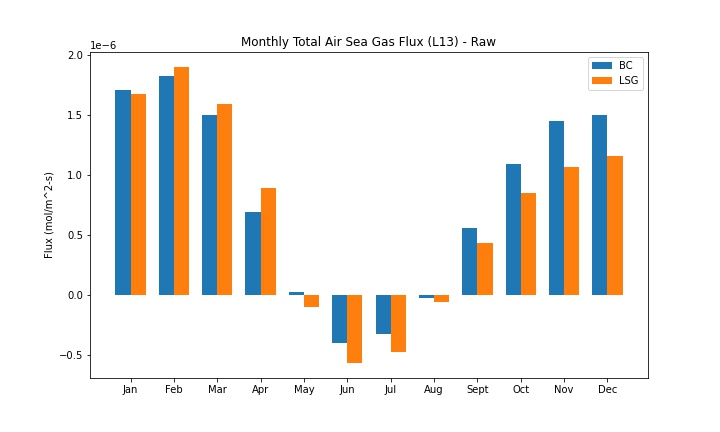 Monthly Total Air Sea Gas Flux (L13) - Raw
1e−6
BC
LSG
2.0
1.5
1.0
0.5
0.0
−0.5
Flux (mol/m^2-s)
Jan Feb Mar Apr May Jun Jul Aug Sept Oct Nov Dec